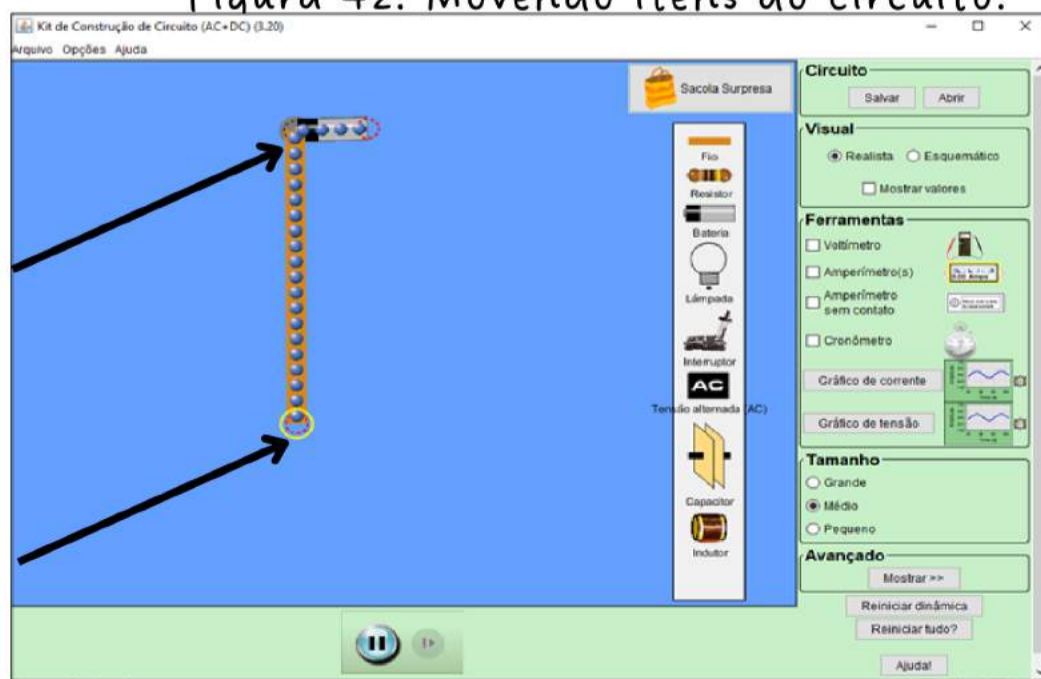 Figura 42. Movendo itens do circuito.
Kit de Construção de Circuito (AC+DC) (3.20)
Arquivo Opções Ajuda
Sacola Surpresa
Fio
Resistor
Bateria
Lâmpada
Interruptor
AC
Tensão alternada (AC)
Capacitor
Indutor
Circuito
Salvar Abrir
Visual
Realista Esquemático
Mostrar valores
Ferramentas
Voltímetro
Amperímetro(s)
Amperímetro
sem contato
Cronômetro
Gráfico de corrente
Gráfico de tensão
Tamanho
Grande
Médio
Pequeno
Avançado
Mostrar >>
Reiniciar dinâmica
Reiniciar tudo?
Ajuda!